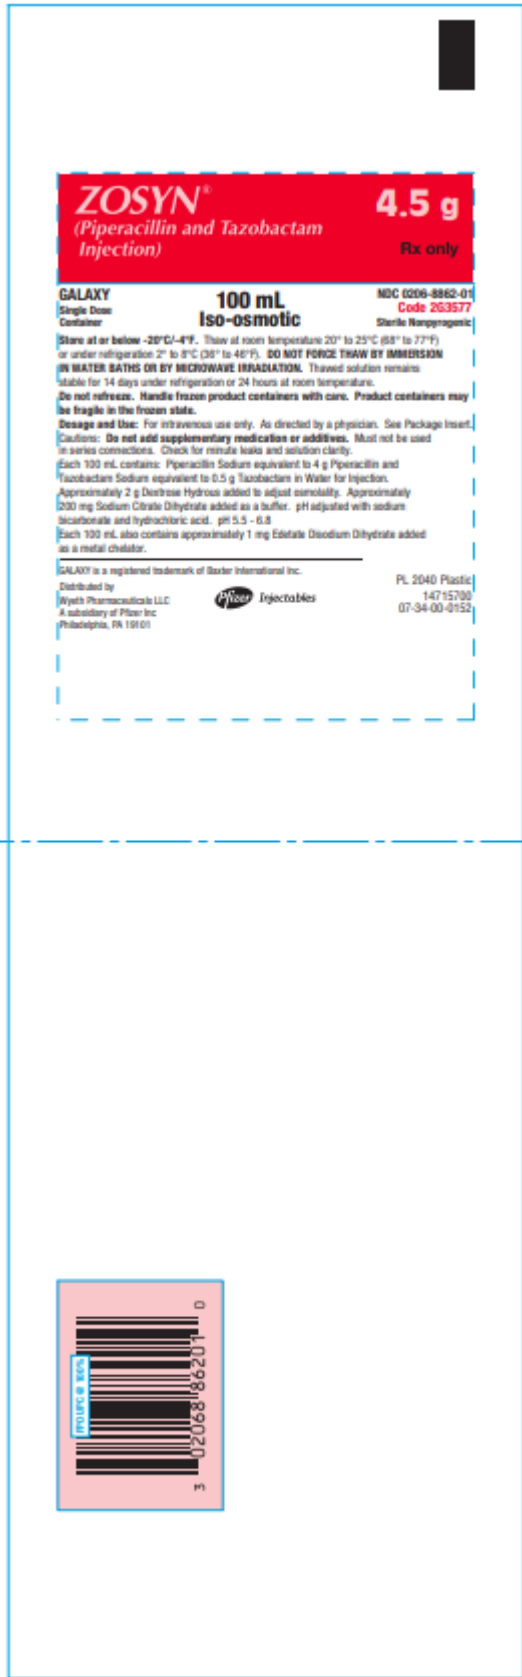 ZOSYN® 4.5 g
(Piperacillin and Tazobactam
Injection) Rx only
GALAXY
Single Dose
Container
100 mL
Iso-osmotic
NDC 0206-8862-01
Code 2G3577
Sterile Nonpyrogenic
Store at or below -20°C/-4°F. Thaw at room temperature 20° to 25°C (68° to 77°F)
or under refrigeration 2° to 8°C (36° to 46°F). DO NOT FORCE THAW BY IMMERSION
IN WATER BATHS OR BY MICROWAVE IRRADIATION. Thawed solution remains
stable for 14 days under refrigeration or 24 hours at room temperature.
Do not refreeze. Handle frozen product containers with care. Product containers may
be fragile in the frozen state.
Dosage and Use: For intravenous use only. As directed by a physician. See Package Insert.
Cautions: Do not add supplementary medication or additives. Must not be used
in series connections. Check for minute leaks and solution clarity.
Each 100 mL contains: Piperacillin Sodium equivalent to 4 g Piperacillin and
Tazobactam Sodium equivalent to 0.5 g Tazobactam in Water for Injection.
Approximately 2 g Dextrose Hydrous added to adjust osmolality. Approximately
200 mg Sodium Citrate Dihydrate added as a buffer. pH adjusted with sodium
bicarbonate and hydrochloric acid. pH 5.5 - 6.8
Each 100 mL also contains approximately 1 mg Edetate Disodium Dihydrate added
as a metal chelator.
GALAXY is a registered trademark of Baxter International Inc.
Distributed by
Wyeth Pharmaceuticals LLC
A subsidiary of Pfizer Inc
Philadelphia, PA 19101
Pfizer Injectables
PL 2040 Plastic
14715700
07-34-00-0152
FPO UPC @ 100%
3 02068 86201 0